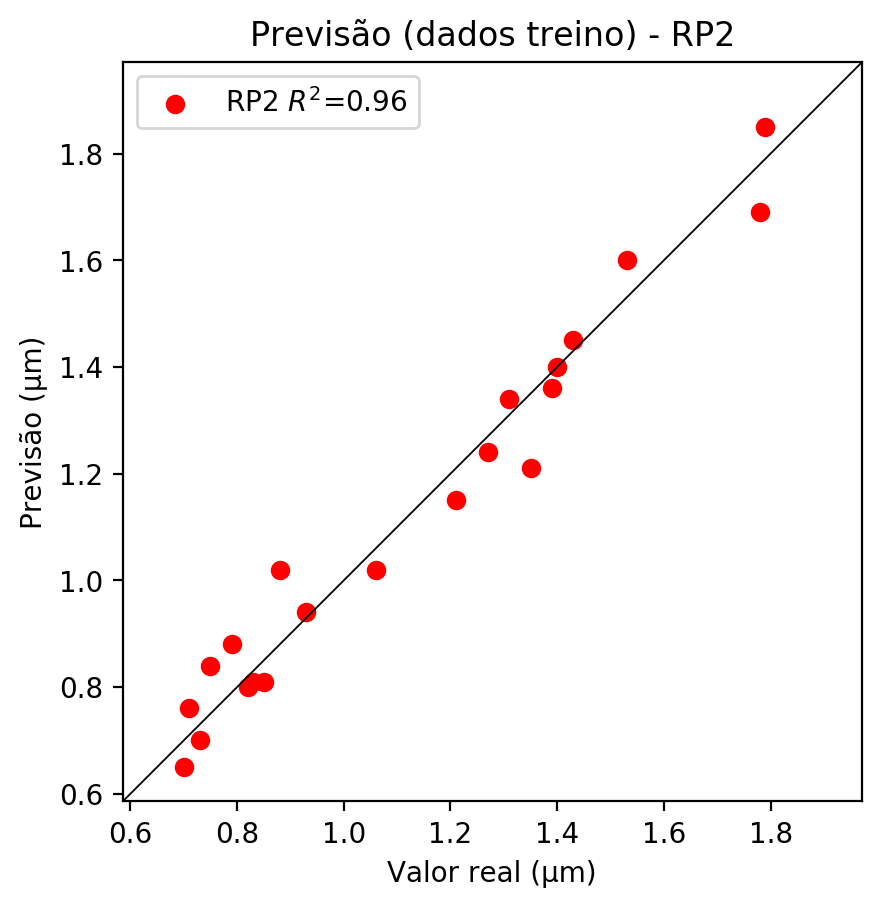 Previsão (dados treino) - RP2
RP2 R²=0.96
Previsão (μm)
1.8
1.6
1.4
1.2
1.0
0.8
0.6
0.6 0.8 1.0 1.2 1.4 1.6 1.8
Valor real (μm)